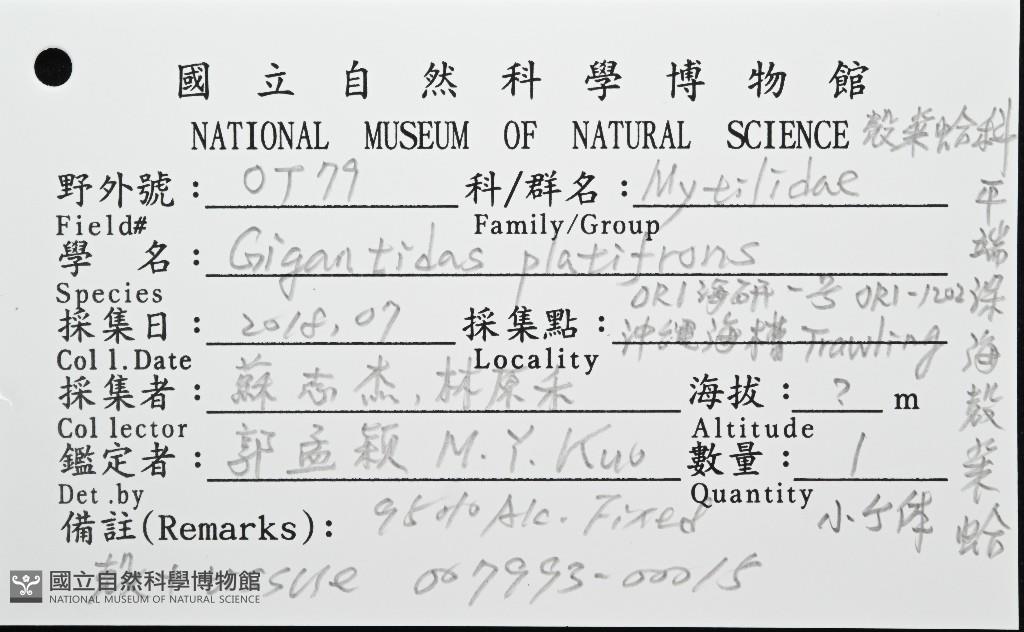 國立自然科學博物館
NATIONAL MUSEUM OF NATURAL SCIENCE 殼菜蛤科
野外號： OT79 科/群名： Mytilidae
Field# Family/Group
學 名： Gigantidas platifrons
Species
ORI海研一号 ORI-1202
採集日： 2018,07 採集點： 沖繩海槽 Trawling
Coll.Date Locality
採集者： 蘇志杰,林原禾 海拔： ? m
Collector Altitude
鑑定者： 郭孟穎 M.Y.Kuo 數量： 1
Det.by Quantity
備註(Remarks)： 95% Alc. Fixed 小个体
殼+tissue 007993-00015
平端深海殼菜蛤
國立自然科學博物館
NATIONAL MUSEUM OF NATURAL SCIENCE